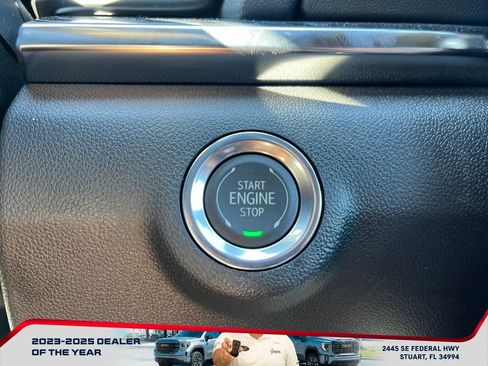 START
ENGINE
STOP
2023-2025 DEALER
OF THE YEAR
2445 SE FEDERAL HWY
STUART, FL 34994